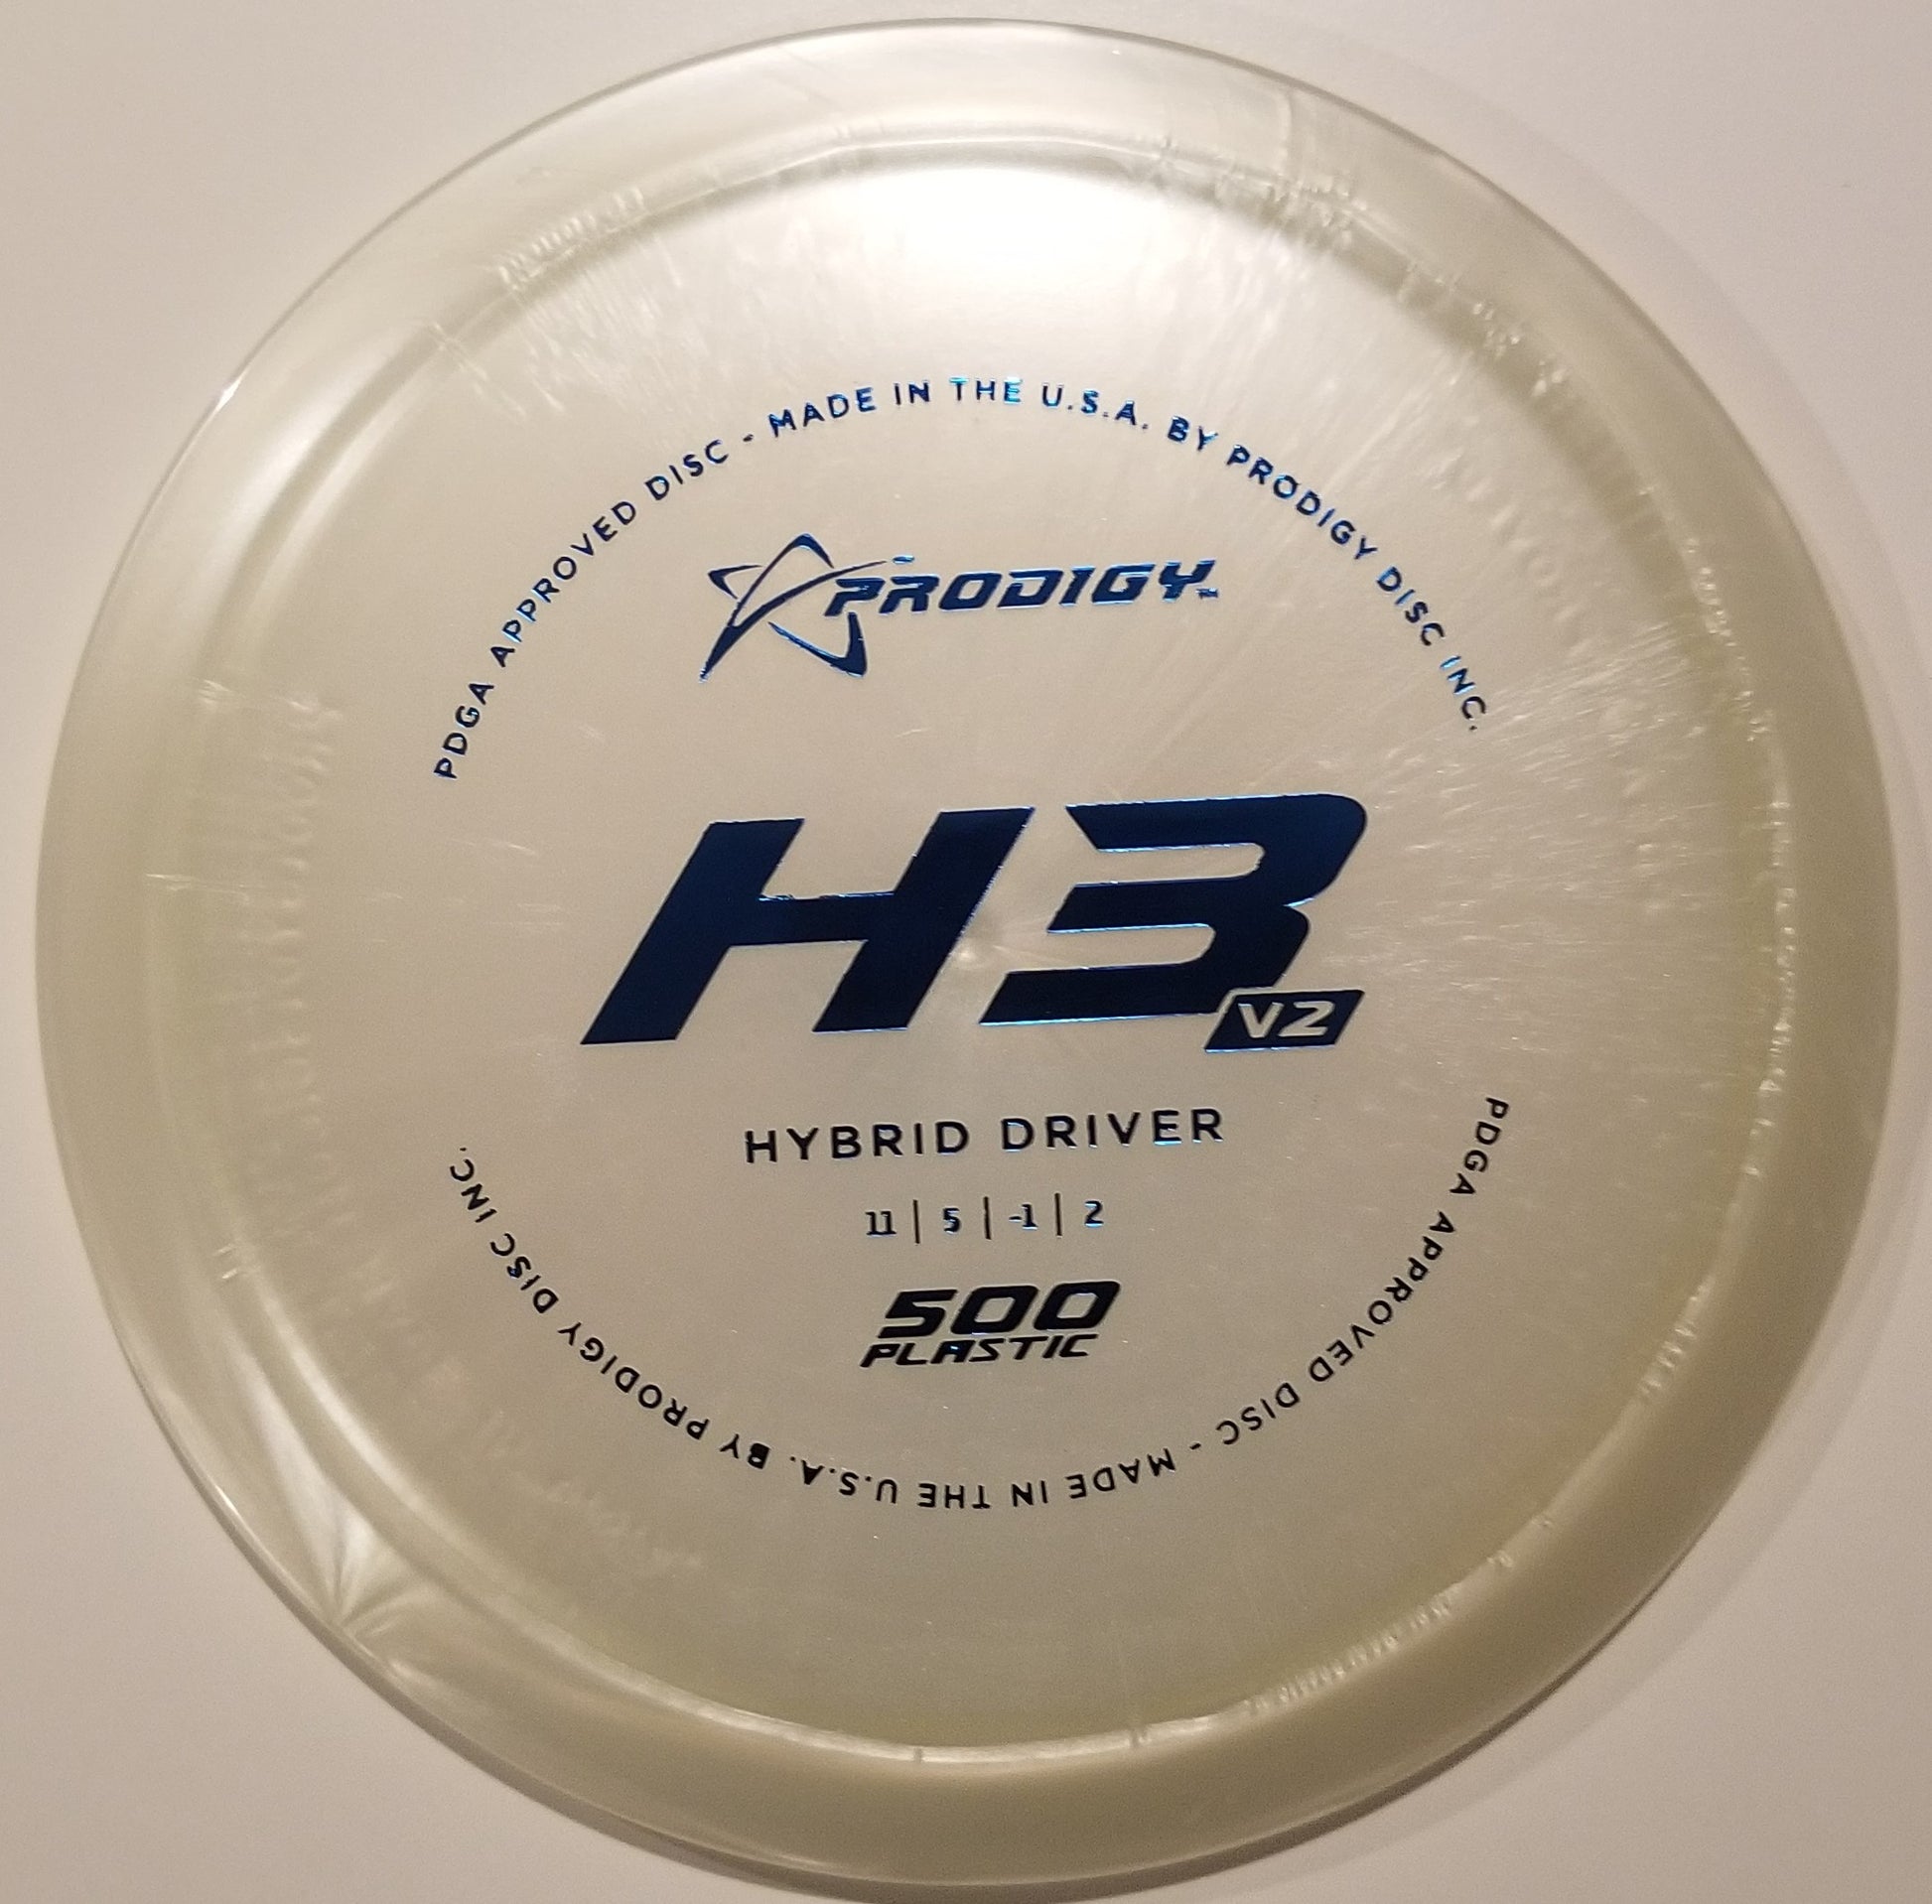 PDGA APPROVED DISC - MADE IN THE U.S.A. BY PRODIGY DISC INC.
PRODIGY™
H3
V2
HYBRID DRIVER
11 | 5 | -1 | 2
500
PLASTIC
PDGA APPROVED DISC - MADE IN THE U.S.A. BY PRODIGY DISC INC.